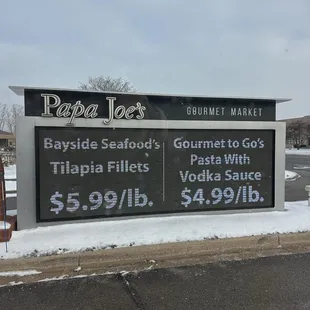 Papa Joe's GOURMET MARKET
Bayside Seafood's
Tilapia Fillets
$5.99/lb.
Gourmet to Go's
Pasta With
Vodka Sauce
$4.99/lb.